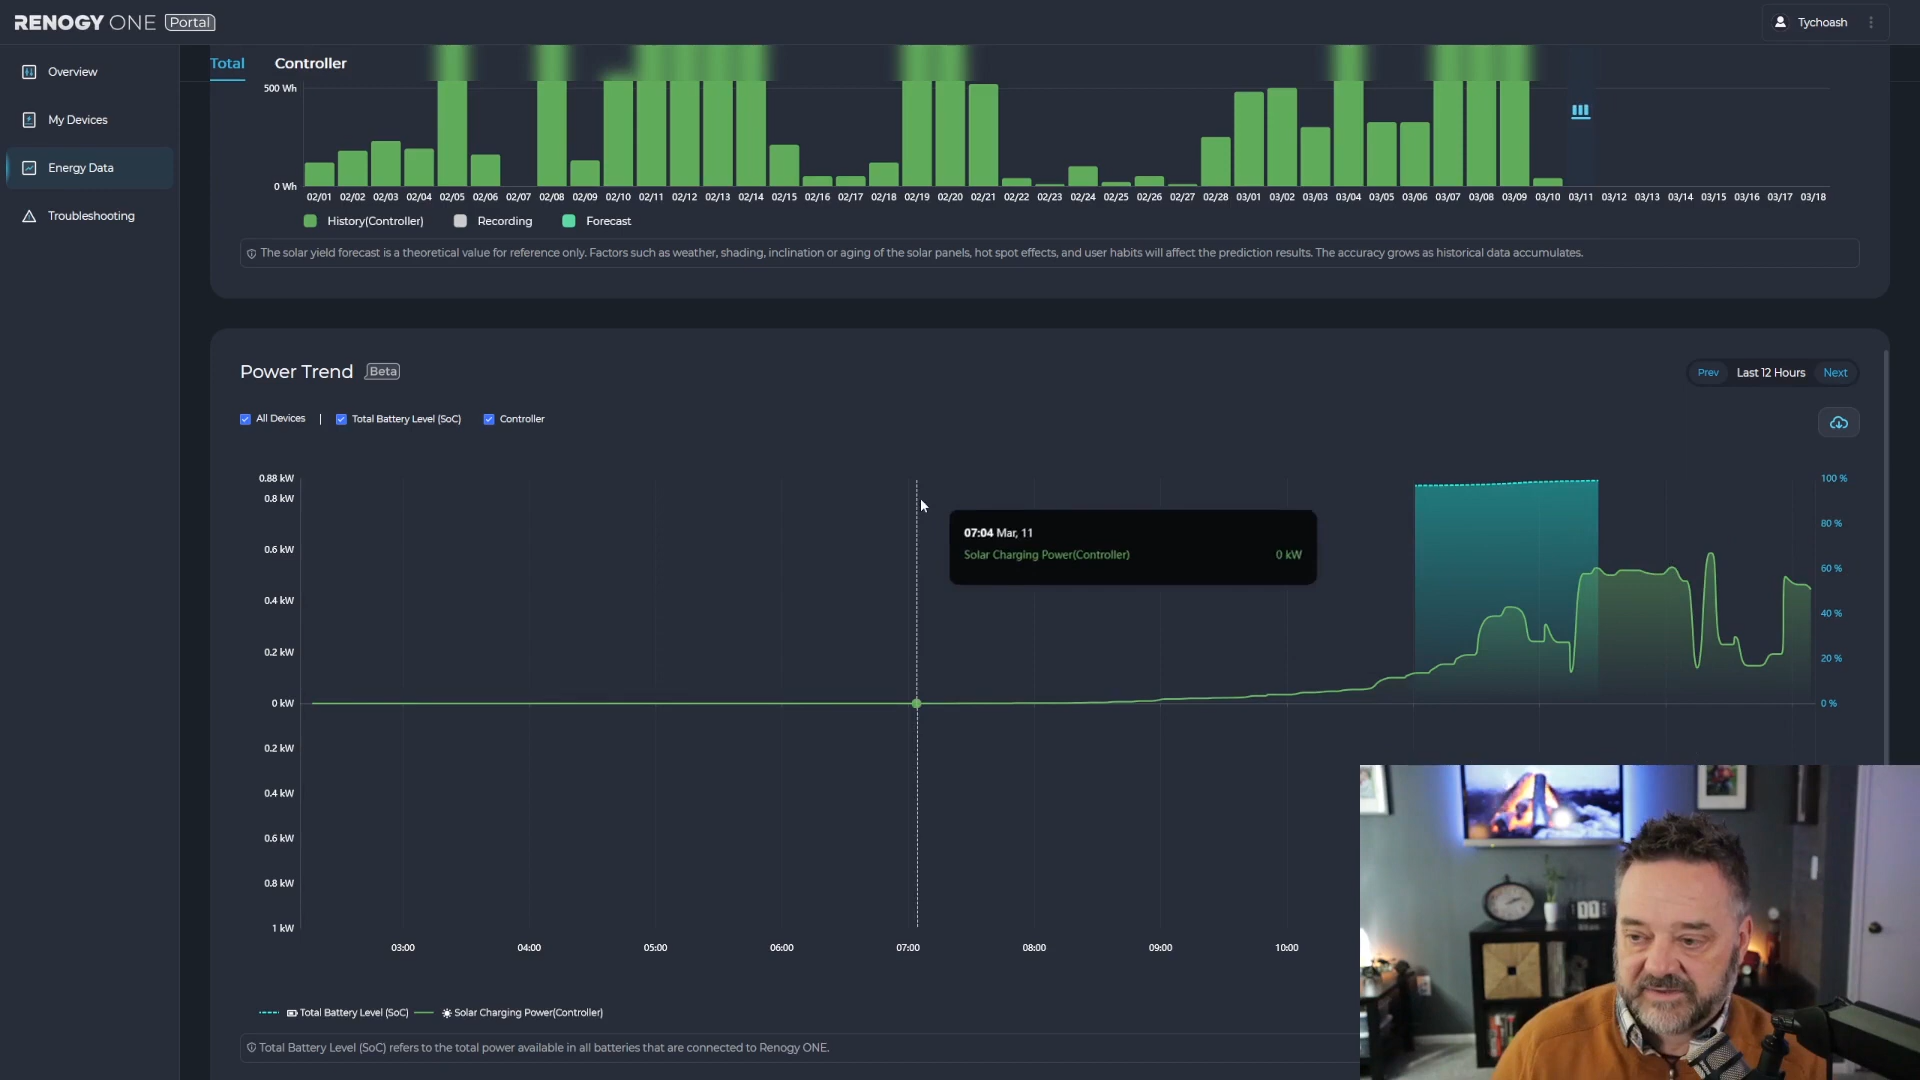 RENOGY ONE Portal
Tychoash
Overview
My Devices
Energy Data
Troubleshooting
Total Controller
500 Wh
0 Wh
02/01 02/02 02/03 02/04 02/05 02/06 02/07 02/08 02/09 02/10 02/11 02/12 02/13 02/14 02/15 02/16 02/17 02/18 02/19 02/20 02/21 02/22 02/23 02/24 02/25 02/26 02/27 02/28 03/01 03/02 03/03 03/04 03/05 03/06 03/07 03/08 03/09 03/10 03/11 03/12 03/13 03/14 03/15 03/16 03/17 03/18
History(Controller) Recording Forecast
The solar yield forecast is a theoretical value for reference only. Factors such as weather, shading, inclination or aging of the solar panels, hot spot effects, and user habits will affect the prediction results. The accuracy grows as historical data accumulates.
Power Trend Beta
Prev Last 12 Hours Next
All Devices | Total Battery Level (SoC) Controller
0.88 kW
0.8 kW
0.6 kW
0.4 kW
0.2 kW
0 kW
0.2 kW
0.4 kW
0.6 kW
0.8 kW
1 kW
100 %
80 %
60 %
40 %
20 %
0 %
07:04 Mar, 11
Solar Charging Power(Controller) 0 kW
03:00 04:00 05:00 06:00 07:00 08:00 09:00 10:00
Total Battery Level (SoC) Solar Charging Power(Controller)
Total Battery Level (SoC) refers to the total power available in all batteries that are connected to Renogy ONE.